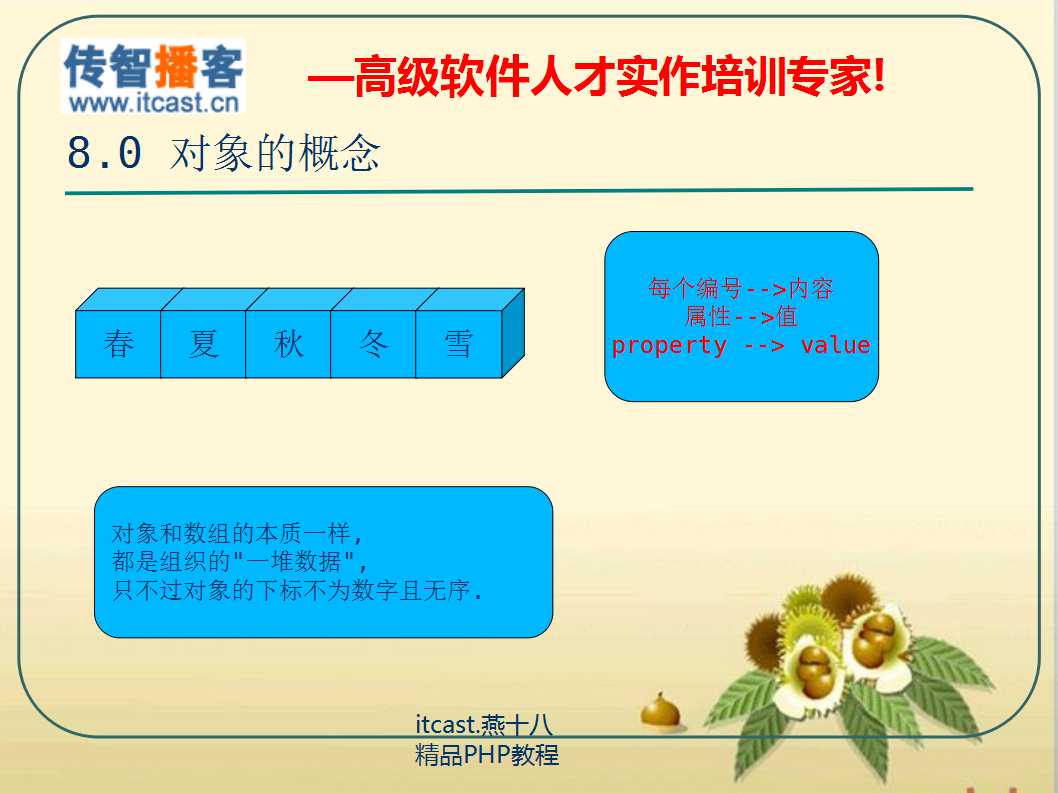 传智播客
www.itcast.cn
—高级软件人才实作培训专家!
8.0 对象的概念
春 夏 秋 冬 雪
每个编号-->内容
属性-->值
property --> value
对象和数组的本质一样,
都是组织的"一堆数据",
只不过对象的下标不为数字且无序.
itcast.燕十八
精品PHP教程